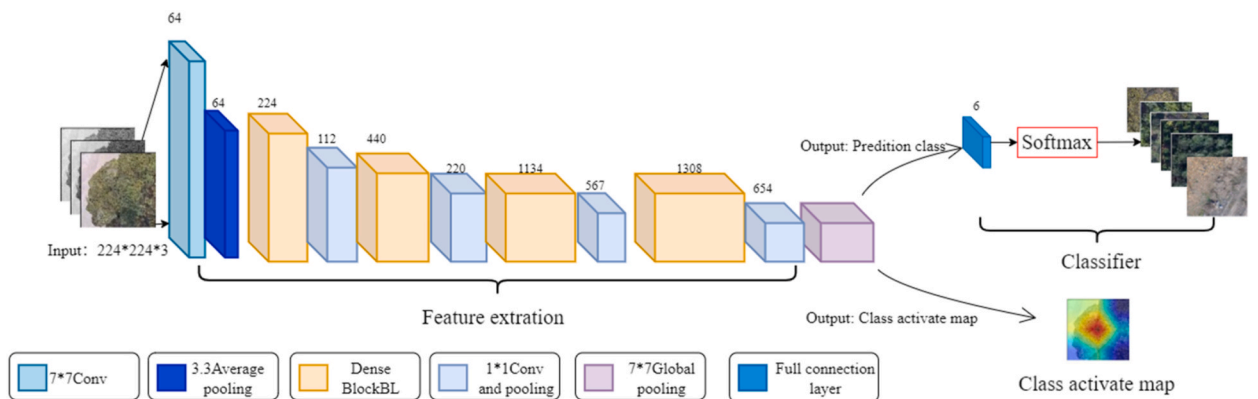 64
64
224
112
440
220
1134
567
1308
654
6
Input: 224*224*3
Output: Predition class
Softmax
Feature extration
Classifier
Output: Class activate map
Class activate map
7*7Conv
3.3Average
pooling
Dense
BlockBL
1*1Conv
and pooling
7*7Global
pooling
Full connection
layer